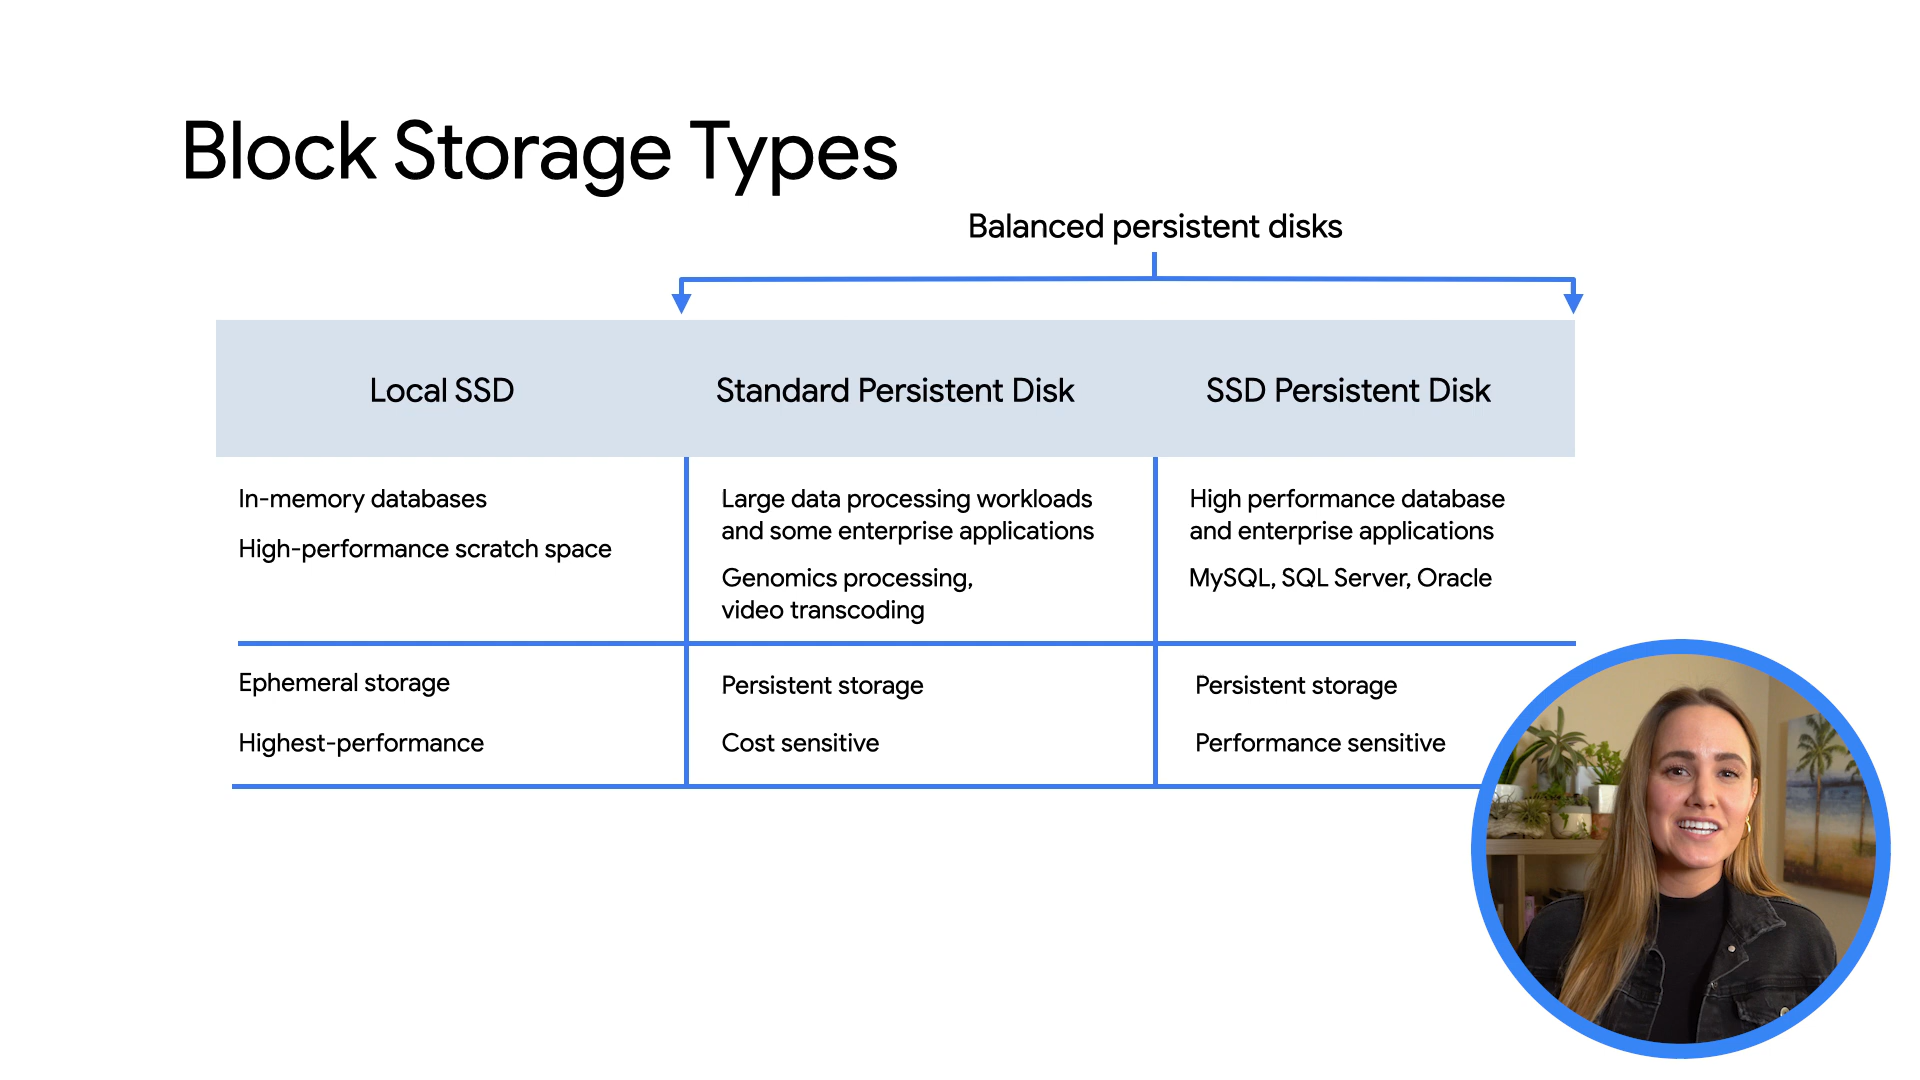 Block Storage Types
Balanced persistent disks
Local SSD
Standard Persistent Disk
SSD Persistent Disk
In-memory databases
High-performance scratch space
Large data processing workloads
and some enterprise applications
Genomics processing,
video transcoding
High performance database
and enterprise applications
MySQL, SQL Server, Oracle
Ephemeral storage
Highest-performance
Persistent storage
Cost sensitive
Persistent storage
Performance sensitive